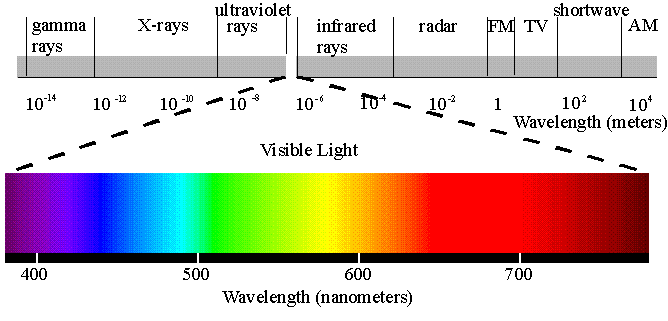 ultraviolet shortwave
gamma X-rays rays infrared radar FM TV AM
rays rays
10⁻¹⁴ 10⁻¹² 10⁻¹⁰ 10⁻⁸ 10⁻⁶ 10⁻⁴ 10⁻² 1 10² 10⁴
Wavelength (meters)
Visible Light
400 500 600 700
Wavelength (nanometers)